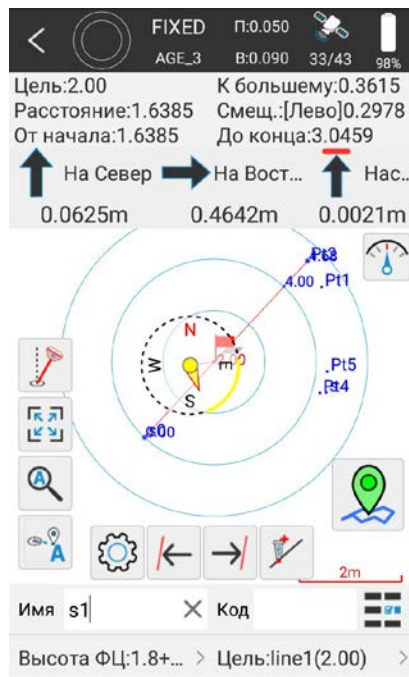 FIXED П:0.050
AGE_3 В:0.090 33/43 98%
Цель:2.00 К большему:0.3615
Расстояние:1.6385 Смещ.:[Лево]0.2978
От начала:1.6385 До конца:3.0459
На Север На Вост... Нас..
0.0625m 0.4642m 0.0021m
4.00 Pt1
N
W E
S
Pt5
Pt4
A
A
2m
Имя s1 Код
Высота ФЦ:1.8+... > Цель:line1(2.00) >